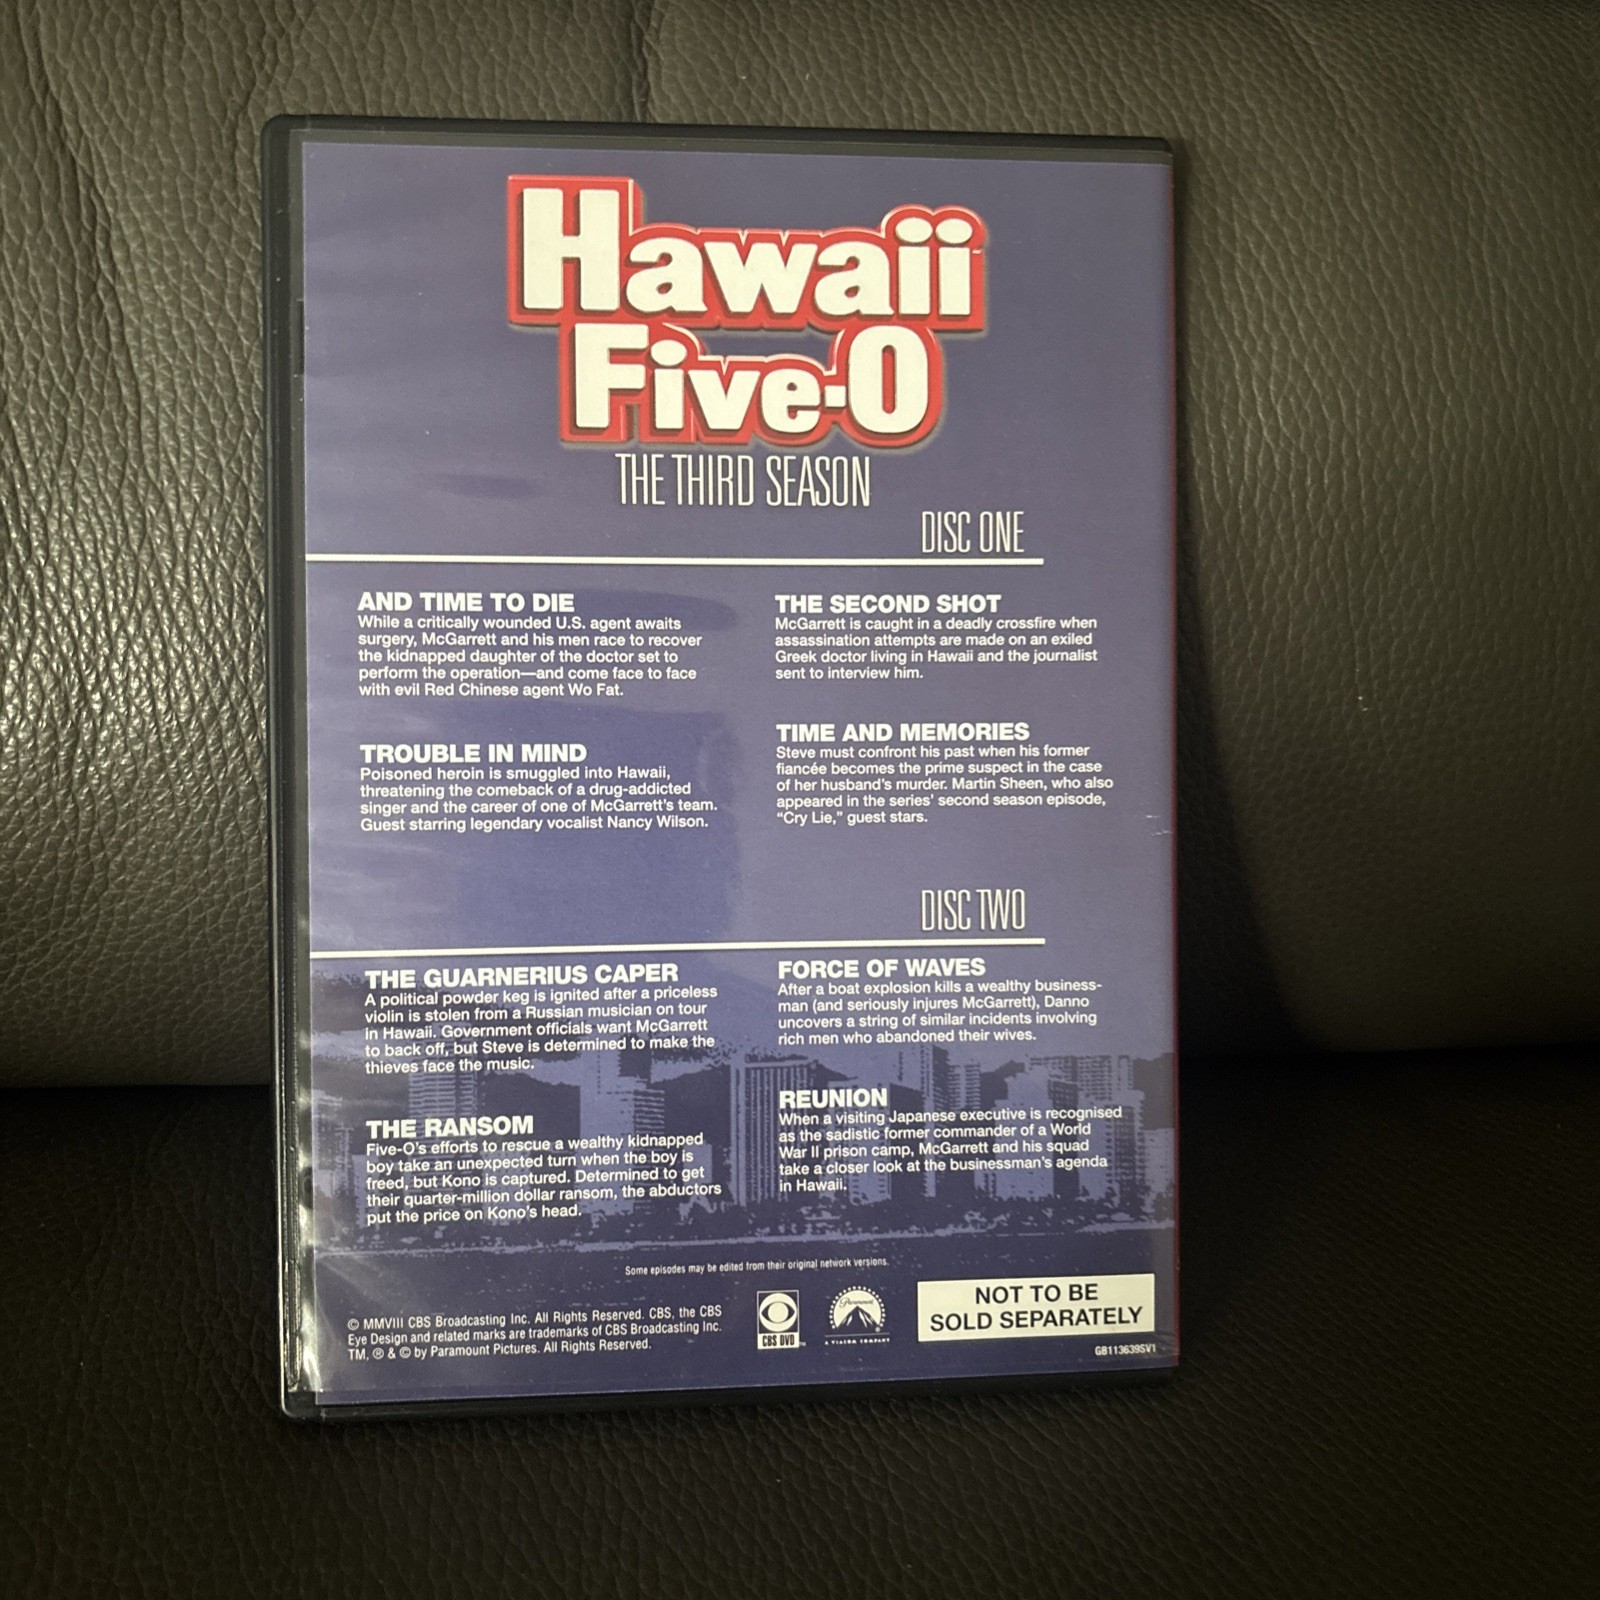 Hawaii
Five-O
THE THIRD SEASON
DISC ONE
AND TIME TO DIE
While a critically wounded U.S. agent awaits
surgery, McGarrett and his men race to recover
the kidnapped daughter of the doctor set to
perform the operation—and come face to face
with evil Red Chinese agent Wo Fat.
TROUBLE IN MIND
Poisoned heroin is smuggled into Hawaii,
threatening the comeback of a drug-addicted
singer and the career of one of McGarrett's team.
Guest starring legendary vocalist Nancy Wilson.
THE SECOND SHOT
McGarrett is caught in a deadly crossfire when
assassination attempts are made on an exiled
Greek doctor living in Hawaii and the journalist
sent to interview him.
TIME AND MEMORIES
Steve must confront his past when his former
fiancée becomes the prime suspect in the case
of her husband's murder. Martin Sheen, who also
appeared in the series' second season episode,
"Cry Lie," guest stars.
DISC TWO
THE GUARNERIUS CAPER
A political powder keg is ignited after a priceless
violin is stolen from a Russian musician on tour
in Hawaii. Government officials want McGarrett
to back off, but Steve is determined to make the
thieves face the music.
THE RANSOM
Five-O's efforts to rescue a wealthy kidnapped
boy take an unexpected turn when the boy is
freed, but Kono is captured. Determined to get
their quarter-million dollar ransom, the abductors
put the price on Kono's head.
FORCE OF WAVES
After a boat explosion kills a wealthy business-
man (and seriously injures McGarrett), Danno
uncovers a string of similar incidents involving
rich men who abandoned their wives.
REUNION
When a visiting Japanese executive is recognised
as the sadistic former commander of a World
War II prison camp, McGarrett and his squad
take a closer look at the businessman's agenda
in Hawaii.
Some episodes may be edited from their original network versions.
© MMVIII CBS Broadcasting Inc. All Rights Reserved. CBS, the CBS
Eye Design and related marks are trademarks of CBS Broadcasting Inc.
TM, ® & © by Paramount Pictures. All Rights Reserved.
CBS DVD
Paramount
A VIACOM COMPANY
NOT TO BE
SOLD SEPARATELY
GB113639SV1